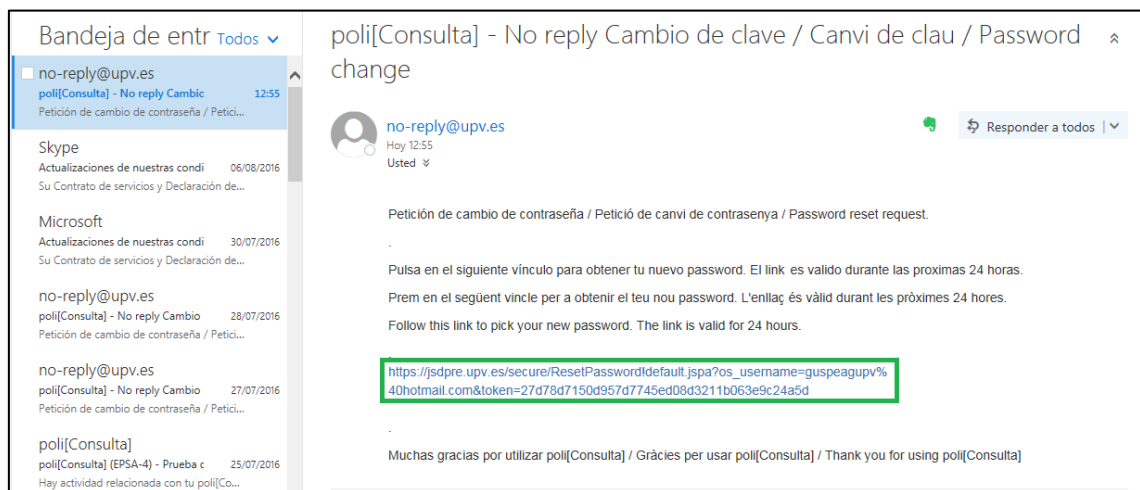 Bandeja de entr Todos
no-reply@upv.es
poli[Consulta] - No reply Cambic 12:55
Petición de cambio de contraseña / Petici...
Skype
Actualizaciones de nuestras condi 06/08/2016
Su Contrato de servicios y Declaración de...
Microsoft
Actualizaciones de nuestras condi 30/07/2016
Su Contrato de servicios y Declaración de...
no-reply@upv.es
poli[Consulta] - No reply Cambio 28/07/2016
Petición de cambio de contraseña / Petici...
no-reply@upv.es
poli[Consulta] - No reply Cambio 27/07/2016
Petición de cambio de contraseña / Petici...
poli[Consulta]
poli[Consulta] (EPSA-4) - Prueba c 25/07/2016
Hay actividad relacionada con tu poli[Co...
poli[Consulta] - No reply Cambio de clave / Canvi de clau / Password
change
no-reply@upv.es
Hoy 12:55
Usted
Responder a todos
Petición de cambio de contraseña / Petició de canvi de contrasenya / Password reset request.
.
Pulsa en el siguiente vínculo para obtener tu nuevo password. El link es valido durante las proximas 24 horas.
Prem en el següent vincle per a obtenir el teu nou password. L'enllaç és vàlid durant les pròximes 24 hores.
Follow this link to pick your new password. The link is valid for 24 hours.
.
https://jsdpre.upv.es/secure/ResetPassword!default.jspa?os_username=guspeagupv%
40hotmail.com&token=27d78d7150d957d7745ed08d3211b063e9c24a5d
.
Muchas gracias por utilizar poli[Consulta] / Gràcies per usar poli[Consulta] / Thank you for using poli[Consulta]